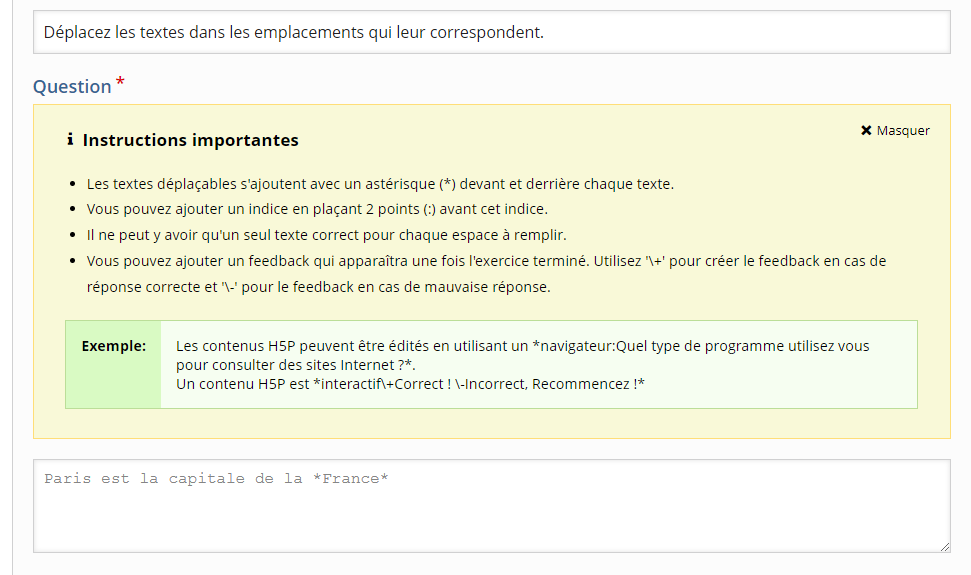 Déplacez les textes dans les emplacements qui leur correspondent.
Question *
i Instructions importantes
✖ Masquer
• Les textes déplaçables s'ajoutent avec un astérisque (*) devant et derrière chaque texte.
• Vous pouvez ajouter un indice en plaçant 2 points (:) avant cet indice.
• Il ne peut y avoir qu'un seul texte correct pour chaque espace à remplir.
• Vous pouvez ajouter un feedback qui apparaîtra une fois l'exercice terminé. Utilisez '\+' pour créer le feedback en cas de
réponse correcte et '\-' pour le feedback en cas de mauvaise réponse.
Exemple:
Les contenus H5P peuvent être édités en utilisant un *navigateur:Quel type de programme utilisez vous
pour consulter des sites Internet ?*.
Un contenu H5P est *interactif\+Correct ! \-Incorrect, Recommencez !*
Paris est la capitale de la *France*